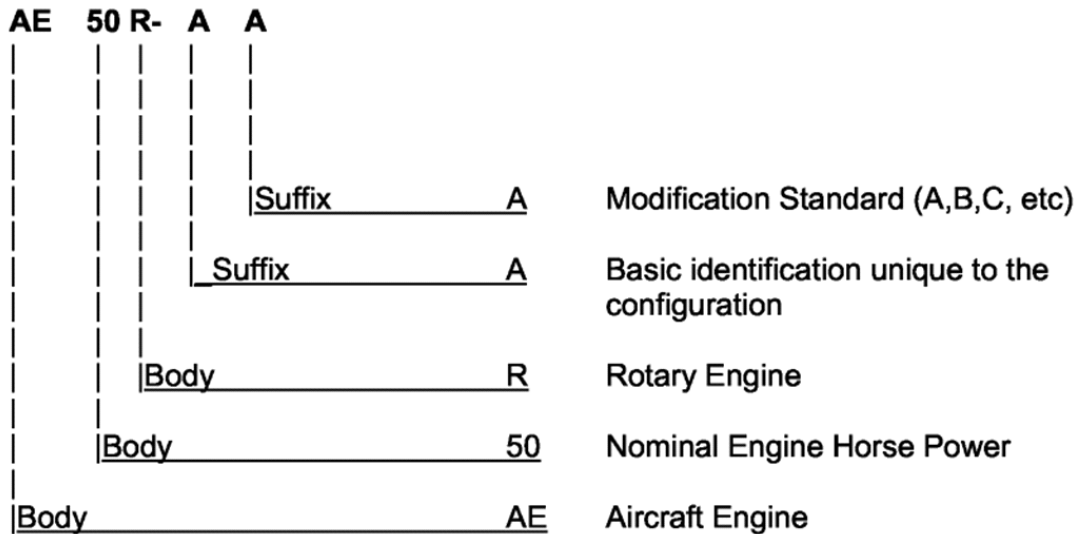 AE 50 R- A A
Suffix A Modification Standard (A,B,C, etc)
_Suffix A Basic identification unique to the
configuration
Body R Rotary Engine
Body 50 Nominal Engine Horse Power
Body AE Aircraft Engine